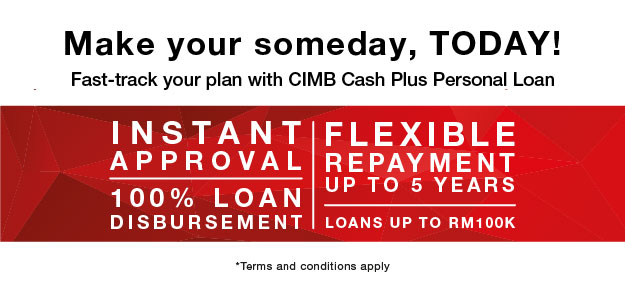 Make your someday, TODAY!
Fast-track your plan with CIMB Cash Plus Personal Loan
INSTANT
APPROVAL
100% LOAN
DISBURSEMENT
FLEXIBLE
REPAYMENT
UP TO 5 YEARS
LOANS UP TO RM100K
*Terms and conditions apply